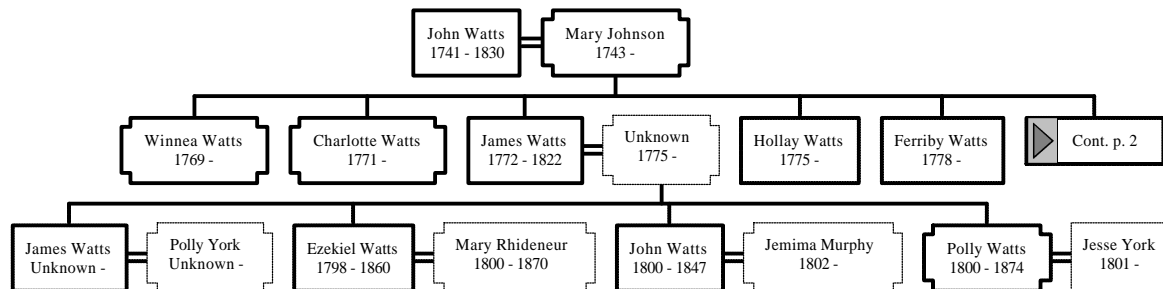 John Watts
1741 - 1830
Mary Johnson
1743 -
Winnea Watts
1769 -
Charlotte Watts
1771 -
James Watts
1772 - 1822
Unknown
1775 -
Hollay Watts
1775 -
Ferriby Watts
1778 -
Cont. p. 2
James Watts
Unknown -
Polly York
Unknown -
Ezekiel Watts
1798 - 1860
Mary Rhideneur
1800 - 1870
John Watts
1800 - 1847
Jemima Murphy
1802 -
Polly Watts
1800 - 1874
Jesse York
1801 -